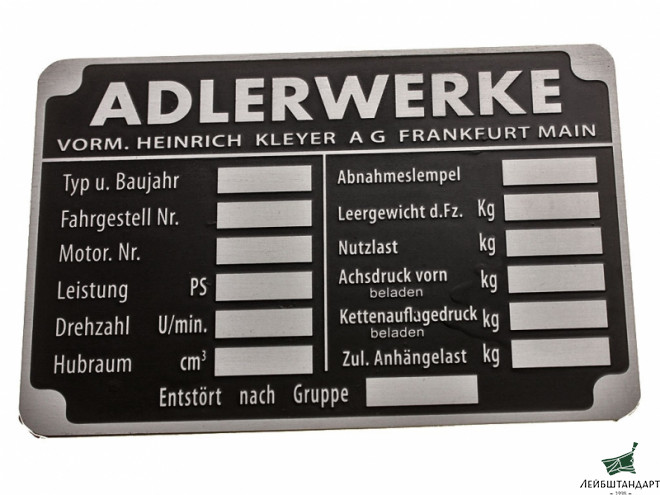 ADLERWERKE
VORM. HEINRICH KLEYER A G FRANKFURT MAIN
Typ u. Baujahr
Fahrgestell Nr.
Motor. Nr.
Leistung PS
Drehzahl U/min.
Hubraum cm³
Abnahmeslempel
Leergewicht d.Fz. Kg
Nutzlast kg
Achsdruck vorn kg
beladen
Kettenauflagedruck kg
beladen
Zul. Anhängelast kg
Entstört nach Gruppe
ЛЕЙБШТАНДАРТ